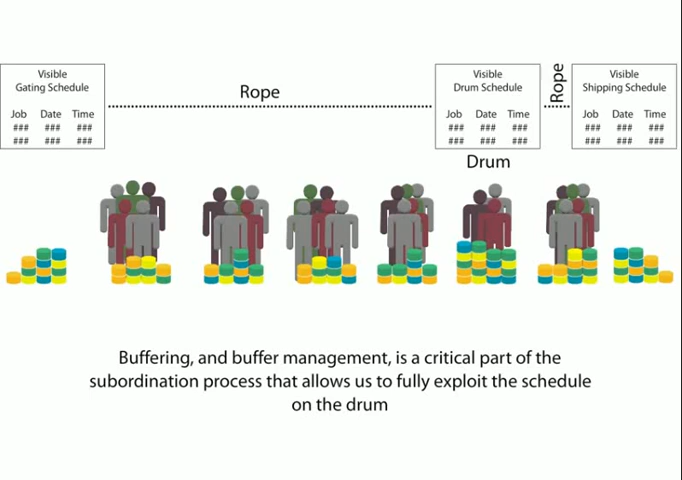 Visible
Gating Schedule
Job Date Time
### ### ###
### ### ###
Rope
Visible
Drum Schedule
Job Date Time
### ### ###
### ### ###
Drum
Rope
Visible
Shipping Schedule
Job Date Time
### ### ###
### ### ###
Buffering, and buffer management, is a critical part of the
subordination process that allows us to fully exploit the schedule
on the drum